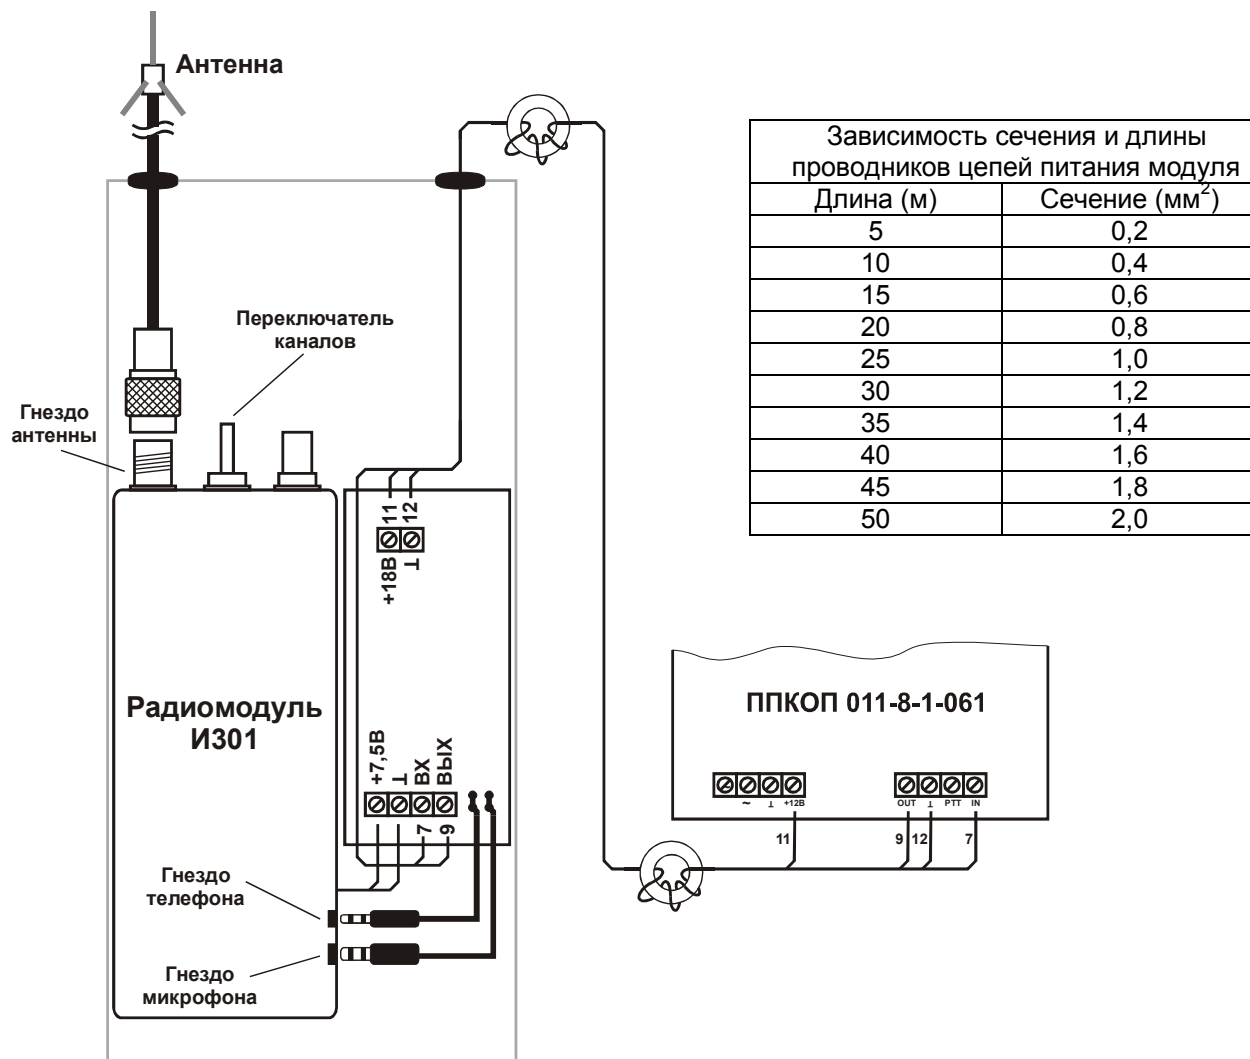 Антенна
Зависимость сечения и длины
проводников цепей питания модуля
Длина (м) Сечение (мм²)
5 0,2
10 0,4
15 0,6
20 0,8
25 1,0
30 1,2
35 1,4
40 1,6
45 1,8
50 2,0
Переключатель
каналов
Гнездо
антенны
11 12
+18В ⊥
Радиомодуль
И301
+7,5В ⊥ ВХ ВЫХ
7 9
Гнездо
телефона
Гнездо
микрофона
ППКОП 011-8-1-061
~ ⊥ +12В
OUT ⊥ PTT IN
11 9 12 7